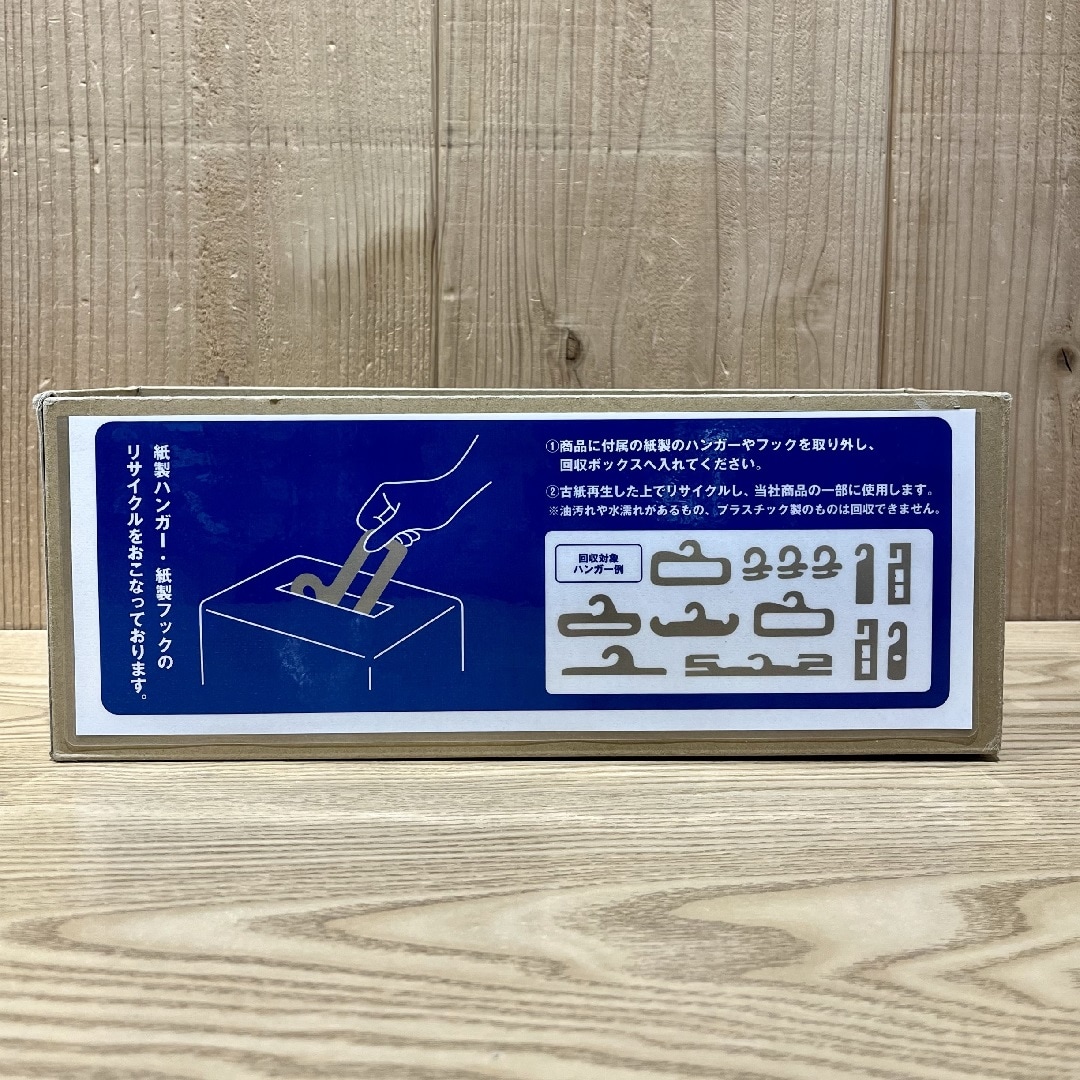 紙製ハンガー・紙製フックの
リサイクルをおこなっております。
①商品に付属の紙製のハンガーやフックを取り外し、
回収ボックスへ入れてください。
②古紙再生した上でリサイクルし、当社商品の一部に使用します。
※油汚れや水濡れがあるもの、プラスチック製のものは回収できません。
回収対象
ハンガー例